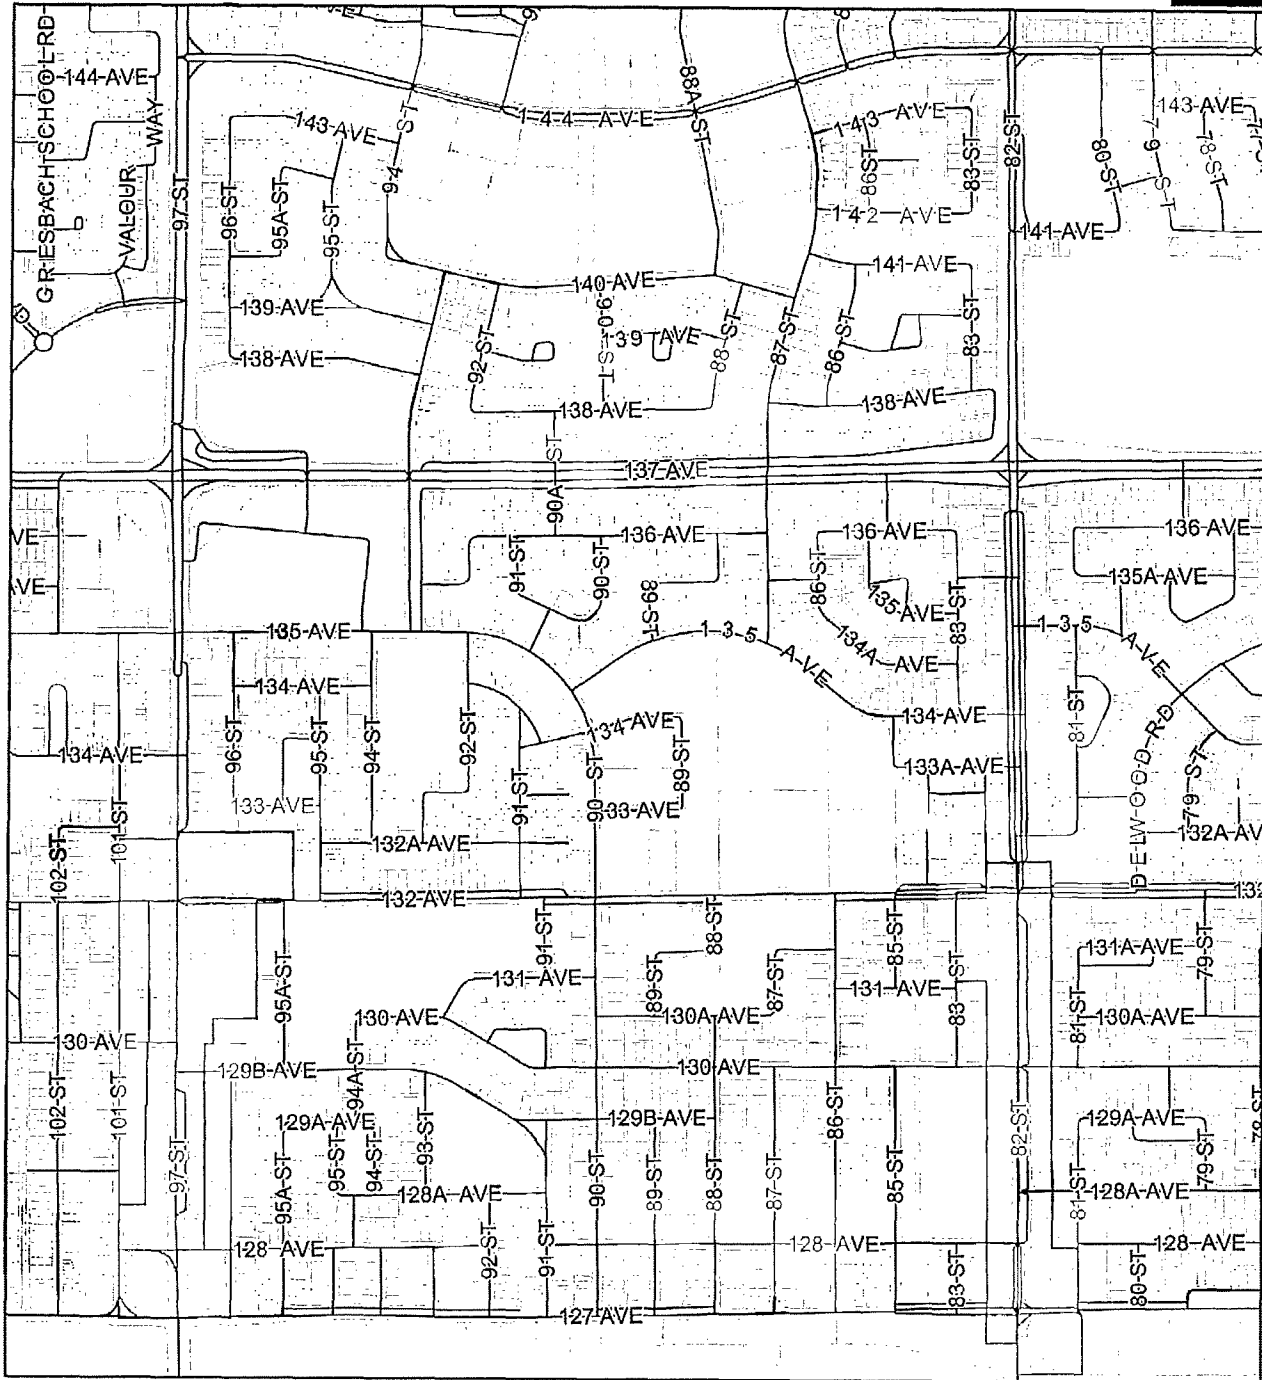 GRIESBACH SCHOOL RD
144 AVE
VALOUR WAY
97 ST
143 AVE
94 ST
144 AVE
88A ST
143 AVE
86 ST
83 ST
82 ST
80 ST
79 ST
143 AVE
78 ST
96 ST
95A ST
95 ST
142 AVE
141 AVE
141 AVE
139 AVE
140 AVE
90 ST
139 AVE
88 ST
87 ST
86 ST
83 ST
138 AVE
92 ST
138 AVE
138 AVE
90A ST
137 AVE
VE
AVE
91 ST
90 ST
136 AVE
89 ST
86 ST
136 AVE
135 AVE
83 ST
136 AVE
135A AVE
135 AVE
135 AVE
134A AVE
135 AVE
134 AVE
81 ST
DELWOOD RD
79 ST
134 AVE
96 ST
95 ST
94 ST
92 ST
91 ST
134 AVE
89 ST
90 ST
134 AVE
133A AVE
101 ST
133 AVE
133 AVE
102 ST
132A AVE
132A AV
132 AVE
132
91 ST
88 ST
85 ST
131A AVE
79 ST
95A ST
131 AVE
89 ST
87 ST
131 AVE
83 ST
81 ST
130 AVE
130 AVE
130A AVE
130A AVE
94A ST
129B AVE
130 AVE
102 ST
101 ST
97 ST
129A AVE
95 ST
94 ST
93 ST
129B AVE
86 ST
82 ST
129A AVE
79 ST
78 ST
95A ST
128A AVE
90 ST
89 ST
88 ST
87 ST
85 ST
81 ST
128A AVE
128 AVE
92 ST
91 ST
128 AVE
83 ST
128 AVE
80 ST
127 AVE